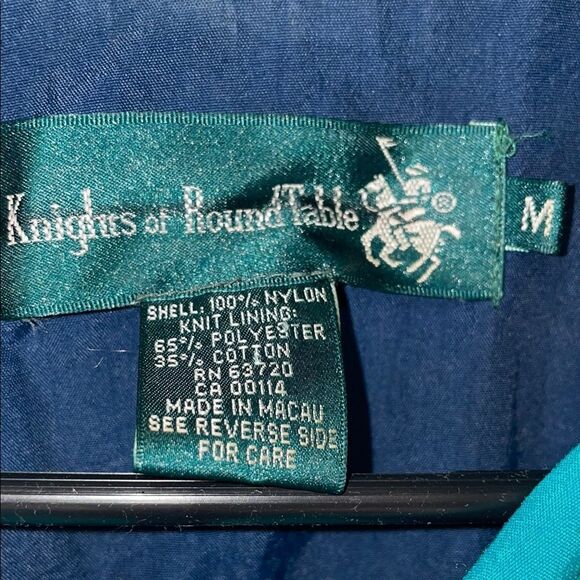 Knights of Round Table ®
M
SHELL: 100% NYLON
KNIT LINING:
65% POLYESTER
35% COTTON
RN 63720
CA 00114
MADE IN MACAU
SEE REVERSE SIDE
FOR CARE